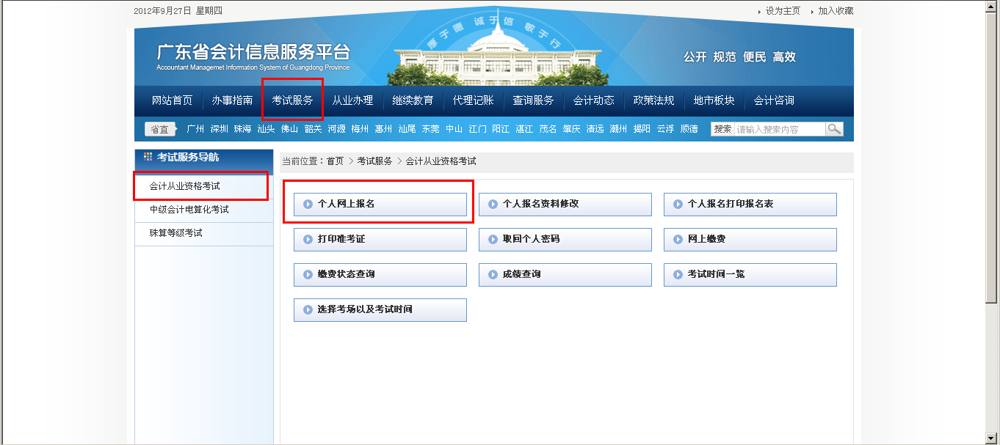 2012年9月27日 星期四
设为主页 加入收藏
厚于德 诚于信 敏于行
广东省会计信息服务平台
Accountant Managemet Information System of Guangdong Province
公开 规范 便民 高效
网站首页 办事指南 考试服务 从业办理 继续教育 代理记账 查询服务 会计动态 政策法规 地市板块 会计咨询
省直 广州 深圳 珠海 汕头 佛山 韶关 河源 梅州 惠州 汕尾 东莞 中山 江门 阳江 湛江 茂名 肇庆 清远 潮州 揭阳 云浮 顺德 搜索 请输入搜索内容
考试服务导航
会计从业资格考试
中级会计电算化考试
珠算等级考试
当前位置：首页 > 考试服务 > 会计从业资格考试
个人网上报名 个人报名资料修改 个人报名打印报名表
打印准考证 取回个人密码 网上缴费
缴费状态查询 成绩查询 考试时间一览
选择考场以及考试时间